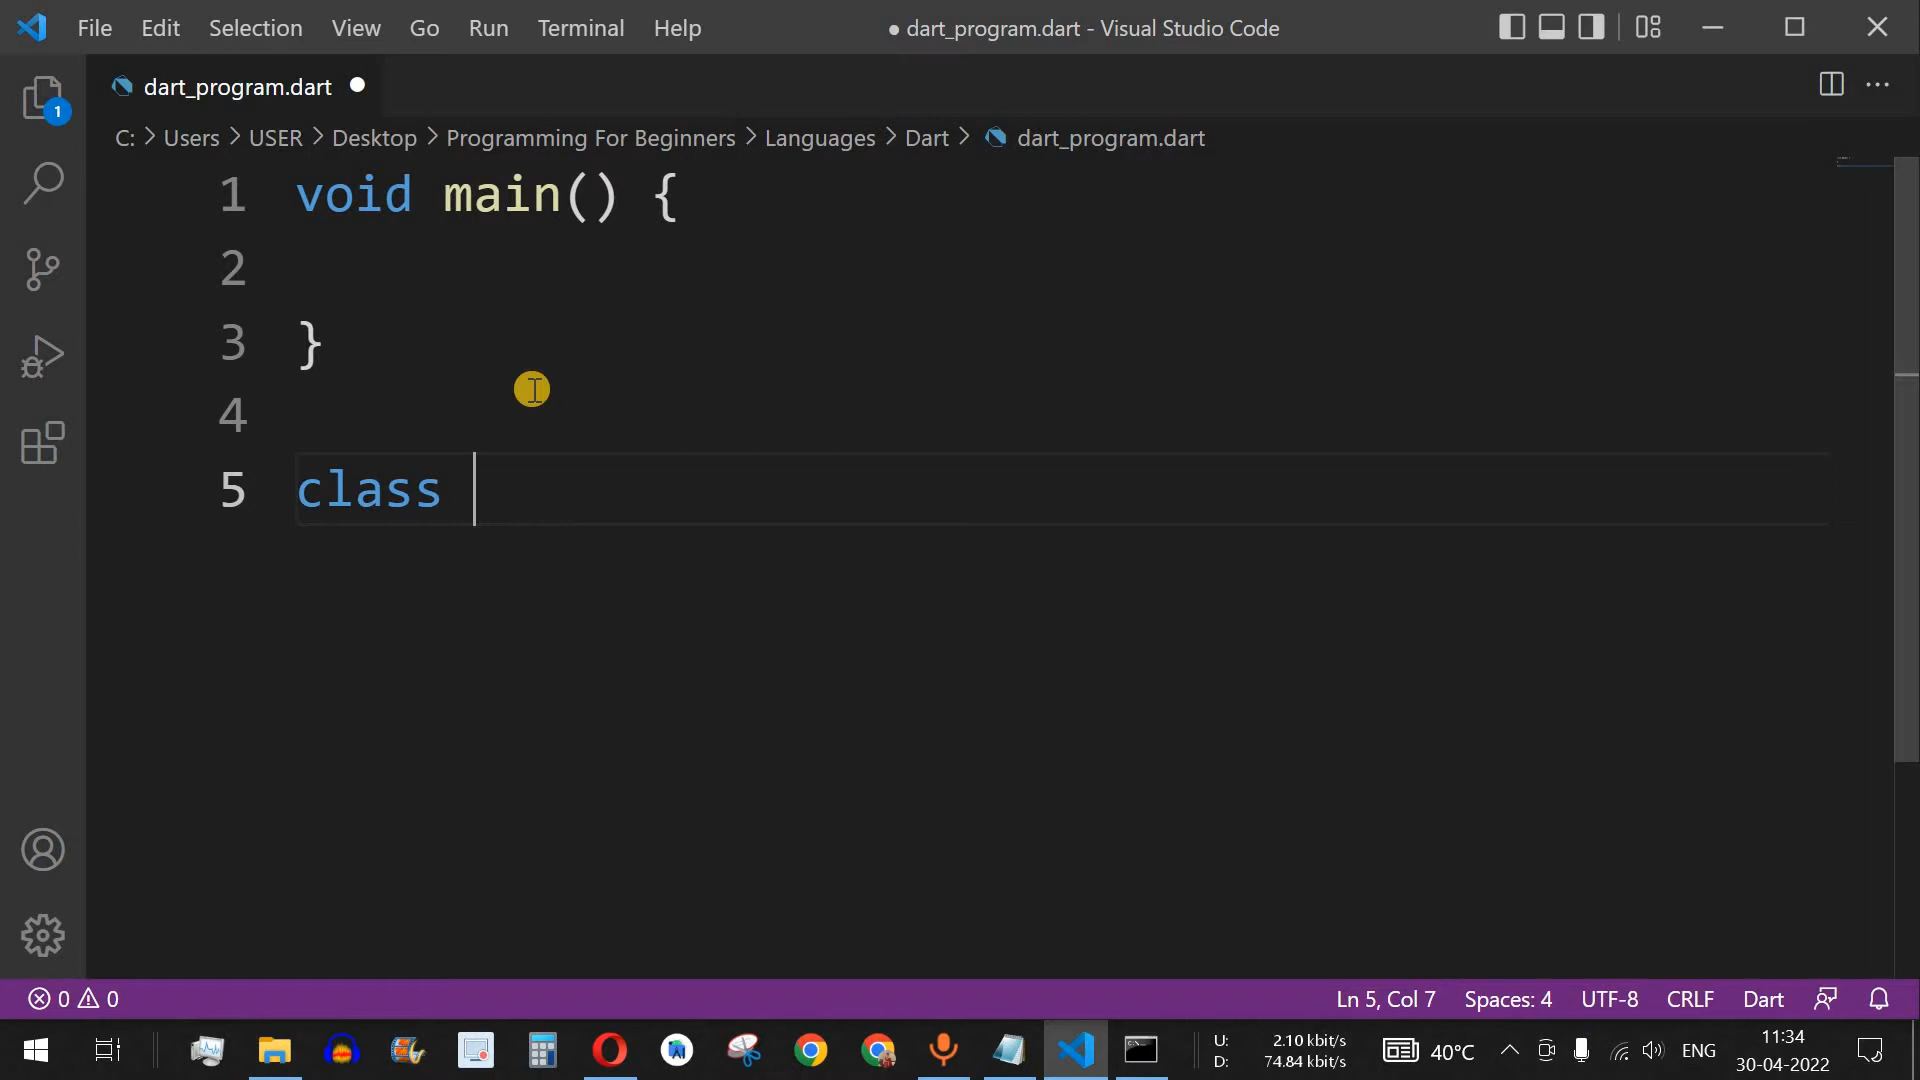 File Edit Selection View Go Run Terminal Help ● dart_program.dart - Visual Studio Code
dart_program.dart
1
C: > Users > USER > Desktop > Programming For Beginners > Languages > Dart > dart_program.dart
1 void main() {
2
3 }
4
5 class
0 0 Ln 5, Col 7 Spaces: 4 UTF-8 CRLF Dart
U: 2.10 kbit/s
D: 74.84 kbit/s
40°C
ENG
11:34
30-04-2022